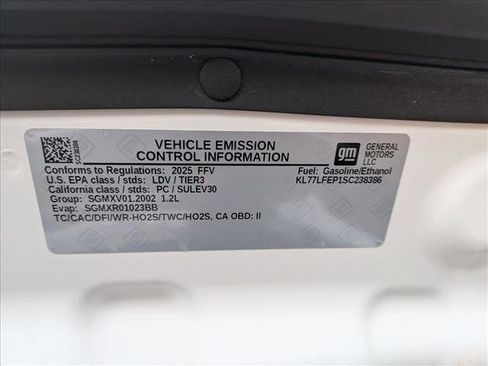 SC238386
VEHICLE EMISSION
CONTROL INFORMATION
gm
GENERAL
MOTORS
LLC
Conforms to Regulations: 2025 FFV
Fuel: Gasoline/Ethanol
U.S. EPA class / stds: LDV / TIER3
KL77LFEP1SC238386
California class / stds: PC / SULEV30
Group: SGMXV01.2002 1.2L
Evap: SGMXR01023BB
TC/CAC/DFI/WR-HO2S/TWC/HO2S, CA OBD: II